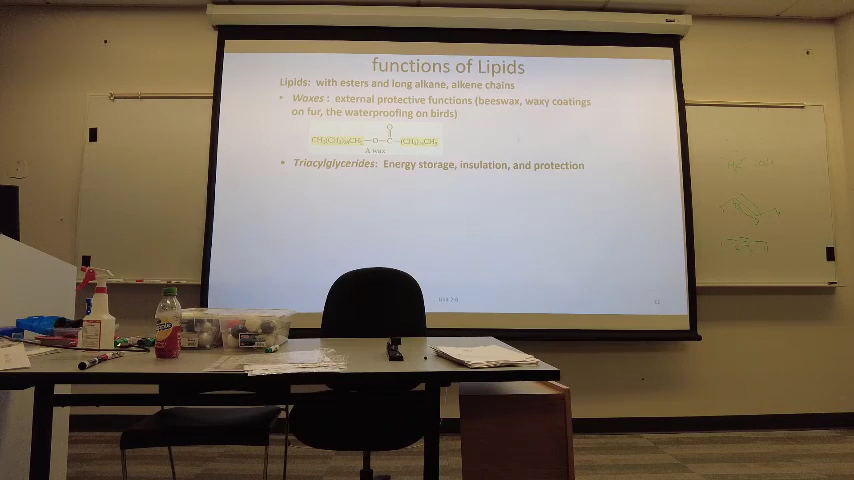 functions of Lipids
Lipids: with esters and long alkane, alkene chains
• Waxes : external protective functions (beeswax, waxy coatings
on fur, the waterproofing on birds)
O
A wax
• Triacylglycerides: Energy storage, insulation, and protection